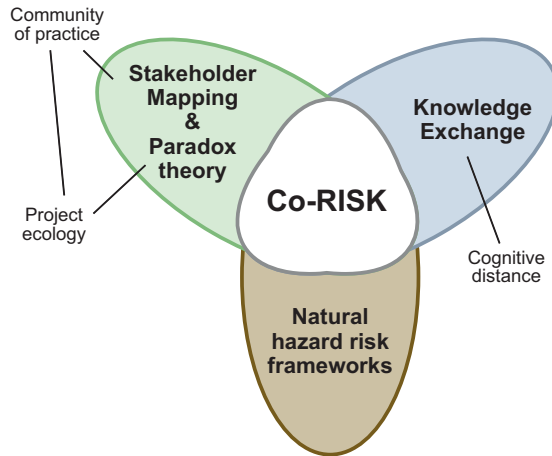 Community
of practice
Stakeholder
Mapping
&
Paradox
theory
Knowledge
Exchange
Co-RISK
Project
ecology
Cognitive
distance
Natural
hazard risk
frameworks